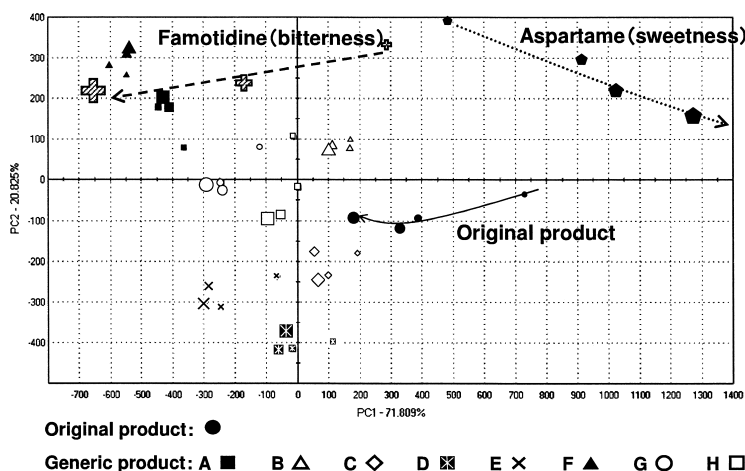 400
Famotidine(bitterness)
Aspartame(sweetness)
300
200
100
0
-100
Original product
-200
-300
-400
PC2 - 20.825%
-700 -600 -500 -400 -300 -200 -100 0 100 200 300 400 500 600 700 800 900 1000 1100 1200 1300 1400
PC1 - 71.809%
Original product:
Generic product: A B C D E F G H